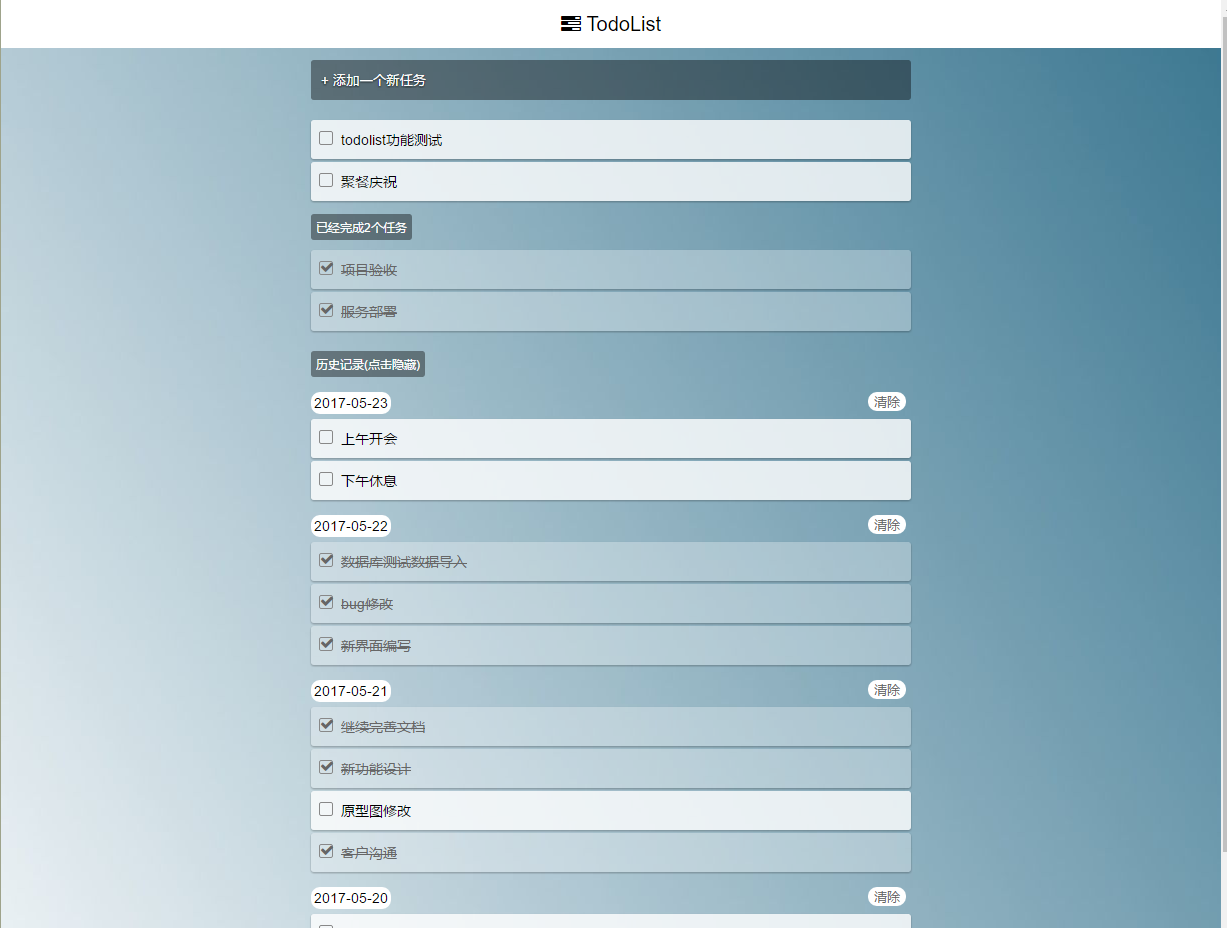 TodoList
+ 添加一个新任务
todolist功能测试
聚餐庆祝
已经完成2个任务
项目验收
服务部署
历史记录(点击隐藏)
2017-05-23 清除
上午开会
下午休息
2017-05-22 清除
数据库测试数据导入
bug修改
新界面编写
2017-05-21 清除
继续完善文档
新功能设计
原型图修改
客户沟通
2017-05-20 清除